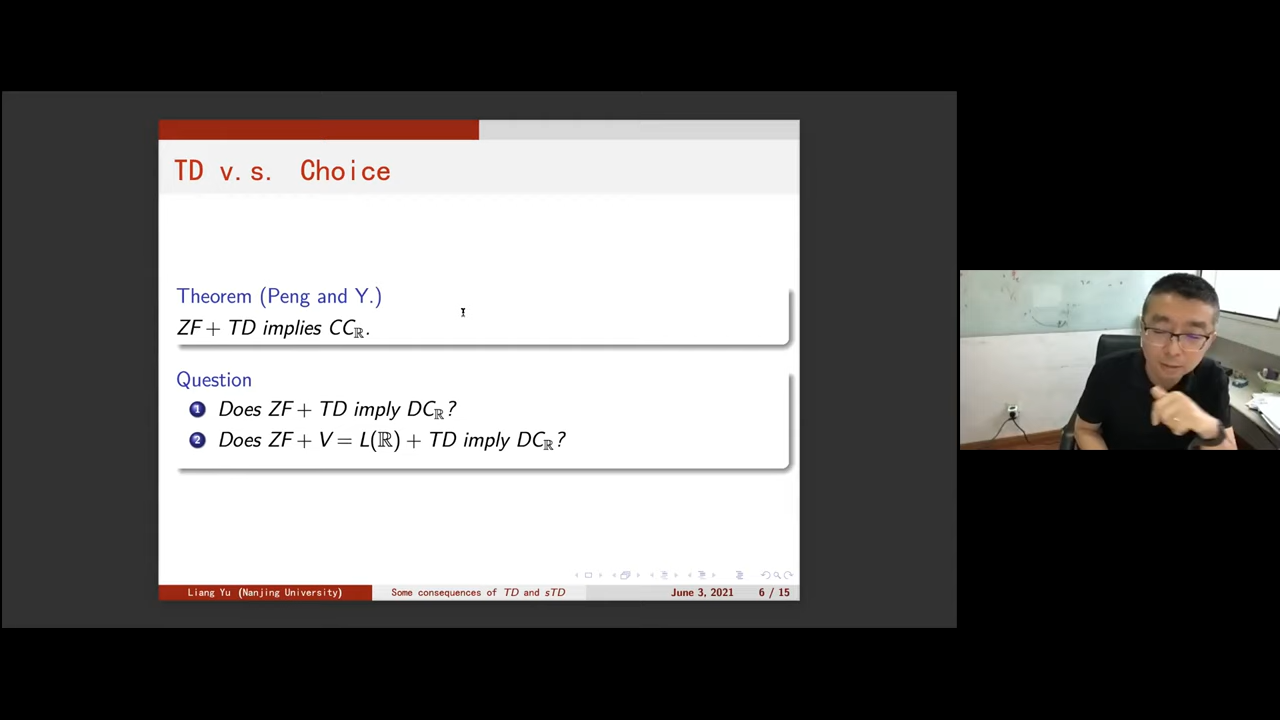 TD v.s. Choice
Theorem (Peng and Y.)
ZF + TD implies CCℝ.
Question
1 Does ZF + TD imply DCℝ?
2 Does ZF + V = L(ℝ) + TD imply DCℝ?
Liang Yu (Nanjing University) Some consequences of TD and sTD June 3, 2021 6 / 15